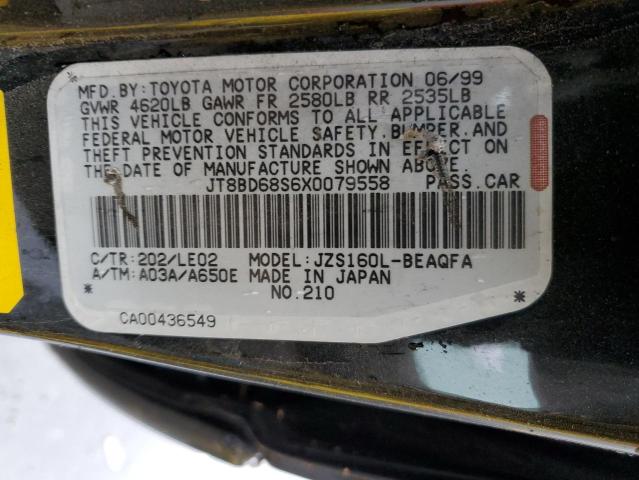 MFD.BY:TOYOTA MOTOR CORPORATION 06/99
GVWR 4620LB GAWR FR 2580LB RR 2535LB
THIS VEHICLE CONFORMS TO ALL APPLICABLE
FEDERAL MOTOR VEHICLE SAFETY,BUMPER,AND
THEFT PREVENTION STANDARDS IN EFFECT ON
THE DATE OF MANUFACTURE SHOWN ABOVE.
JT8BD68S6X0079558 PASS.CAR
C/TR:202/LE02 MODEL:JZS160L-BEAQFA
A/TM:A03A/A650E MADE IN JAPAN
NO.210
CA00436549